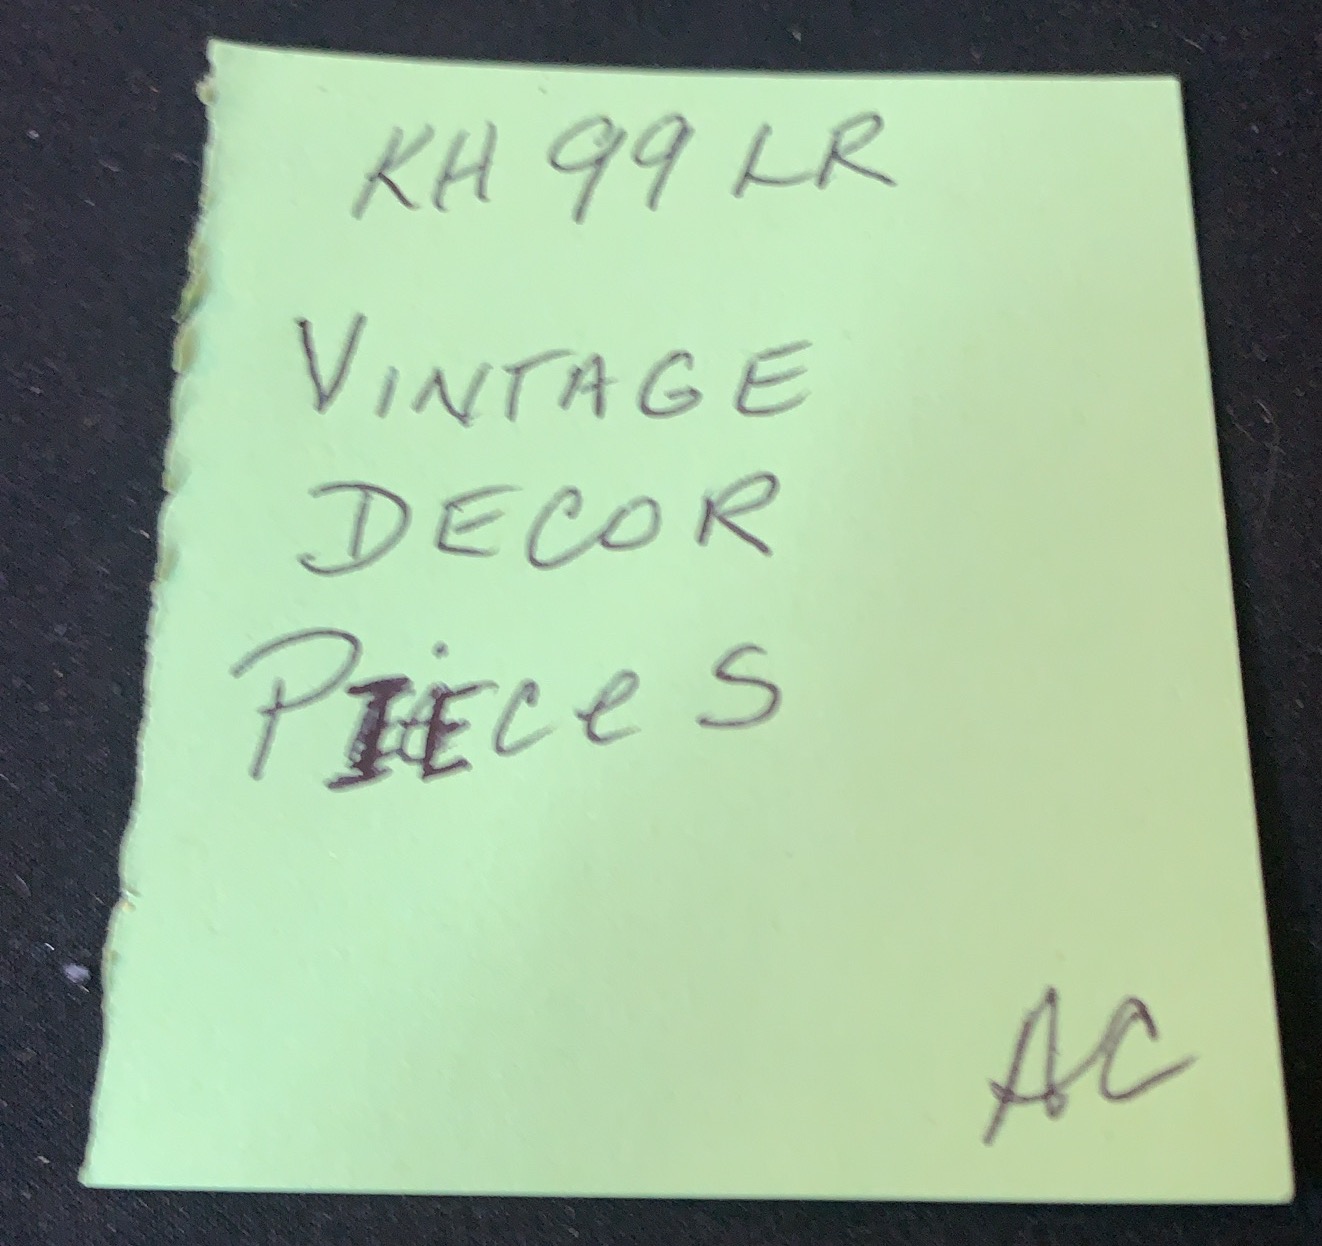 KH 99 LR
VINTAGE
DECOR
PIECeS
AC